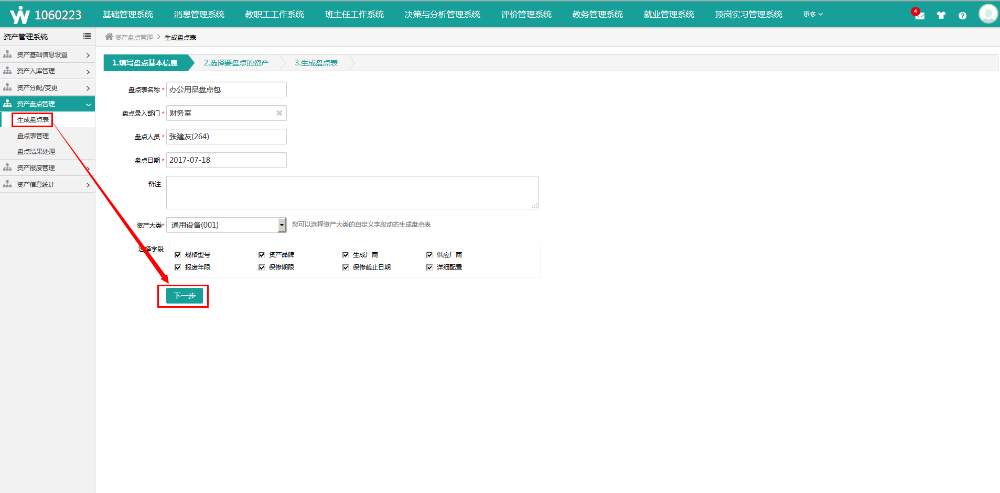 1060223 基础管理系统 消息管理系统 教职工工作系统 班主任工作系统 决策与分析管理系统 评价管理系统 教务管理系统 就业管理系统 顶岗实习管理系统 更多 4
资产管理系统
资产基础信息设置
资产入库管理
资产分配/变更
资产盘点管理
生成盘点表
盘点表管理
盘点结果处理
资产报废管理
资产信息统计
资产盘点管理 > 生成盘点表
1.填写盘点基本信息 2.选择要盘点的资产 3.生成盘点表
盘点表名称 * 办公用品盘点包
盘点录入部门 * 财务室
盘点人员 * 张建友(264)
盘点日期 * 2017-07-18
备注
资产大类* 通用设备(001) 您可以选择资产大类的自定义字段动态生成盘点表
选择字段
规格型号 资产品牌 生成厂商 供应厂商
报废年限 保修期限 保修截止日期 详细配置
下一步